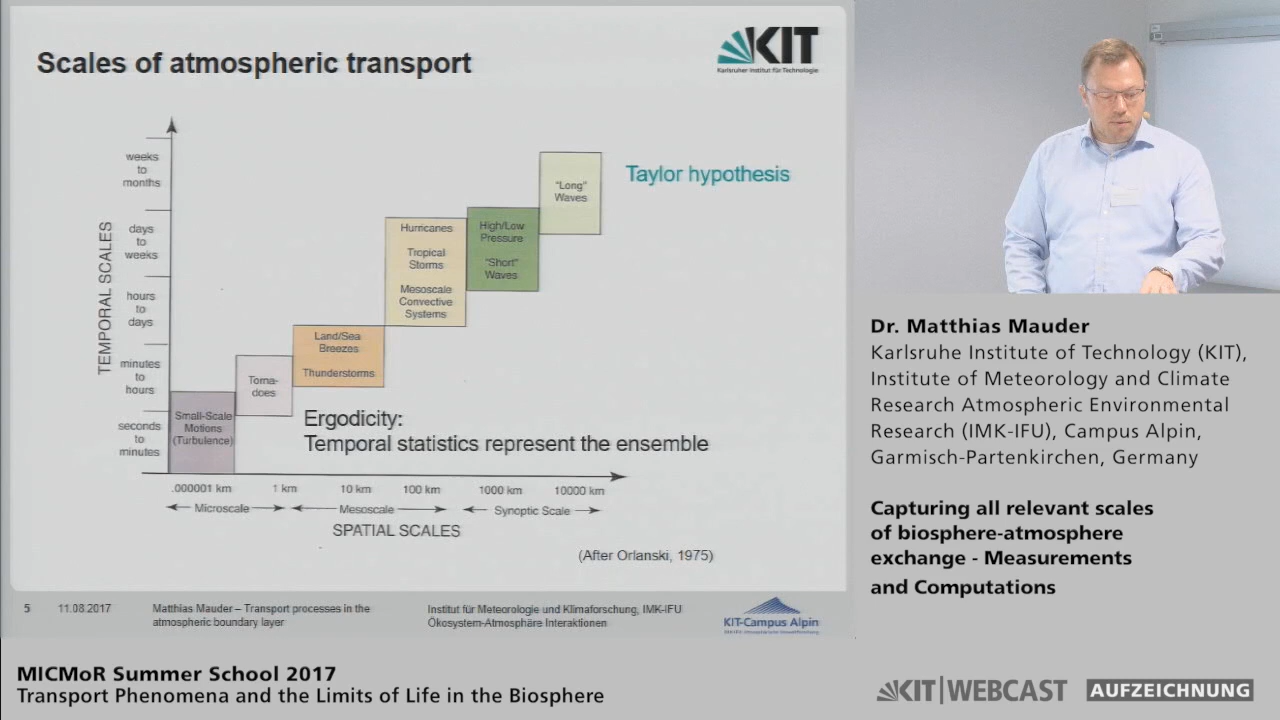 Scales of atmospheric transport
KIT
Karlsruher Institut für Technologie
Taylor hypothesis
TEMPORAL SCALES
weeks
to
months
days
to
weeks
hours
to
days
minutes
to
hours
seconds
to
minutes
"Long"
Waves
High/Low
Pressure
"Short"
Waves
Hurricanes
Tropical
Storms
Mesoscale
Convective
Systems
Land/Sea
Breezes
Thunderstorms
Torna-
does
Small-Scale
Motions
(Turbulence)
Ergodicity:
Temporal statistics represent the ensemble
.000001 km 1 km 10 km 100 km 1000 km 10000 km
Microscale Mesoscale Synoptic Scale
SPATIAL SCALES
(After Orlanski, 1975)
5 11.08.2017 Matthias Mauder – Transport processes in the
atmospheric boundary layer
Institut für Meteorologie und Klimaforschung, IMK-IFU
Ökosystem-Atmosphäre Interaktionen
KIT-Campus Alpin
Dr. Matthias Mauder
Karlsruhe Institute of Technology (KIT),
Institute of Meteorology and Climate
Research Atmospheric Environmental
Research (IMK-IFU), Campus Alpin,
Garmisch-Partenkirchen, Germany
Capturing all relevant scales
of biosphere-atmosphere
exchange - Measurements
and Computations
MICMoR Summer School 2017
Transport Phenomena and the Limits of Life in the Biosphere
KIT|WEBCAST AUFZEICHNUNG